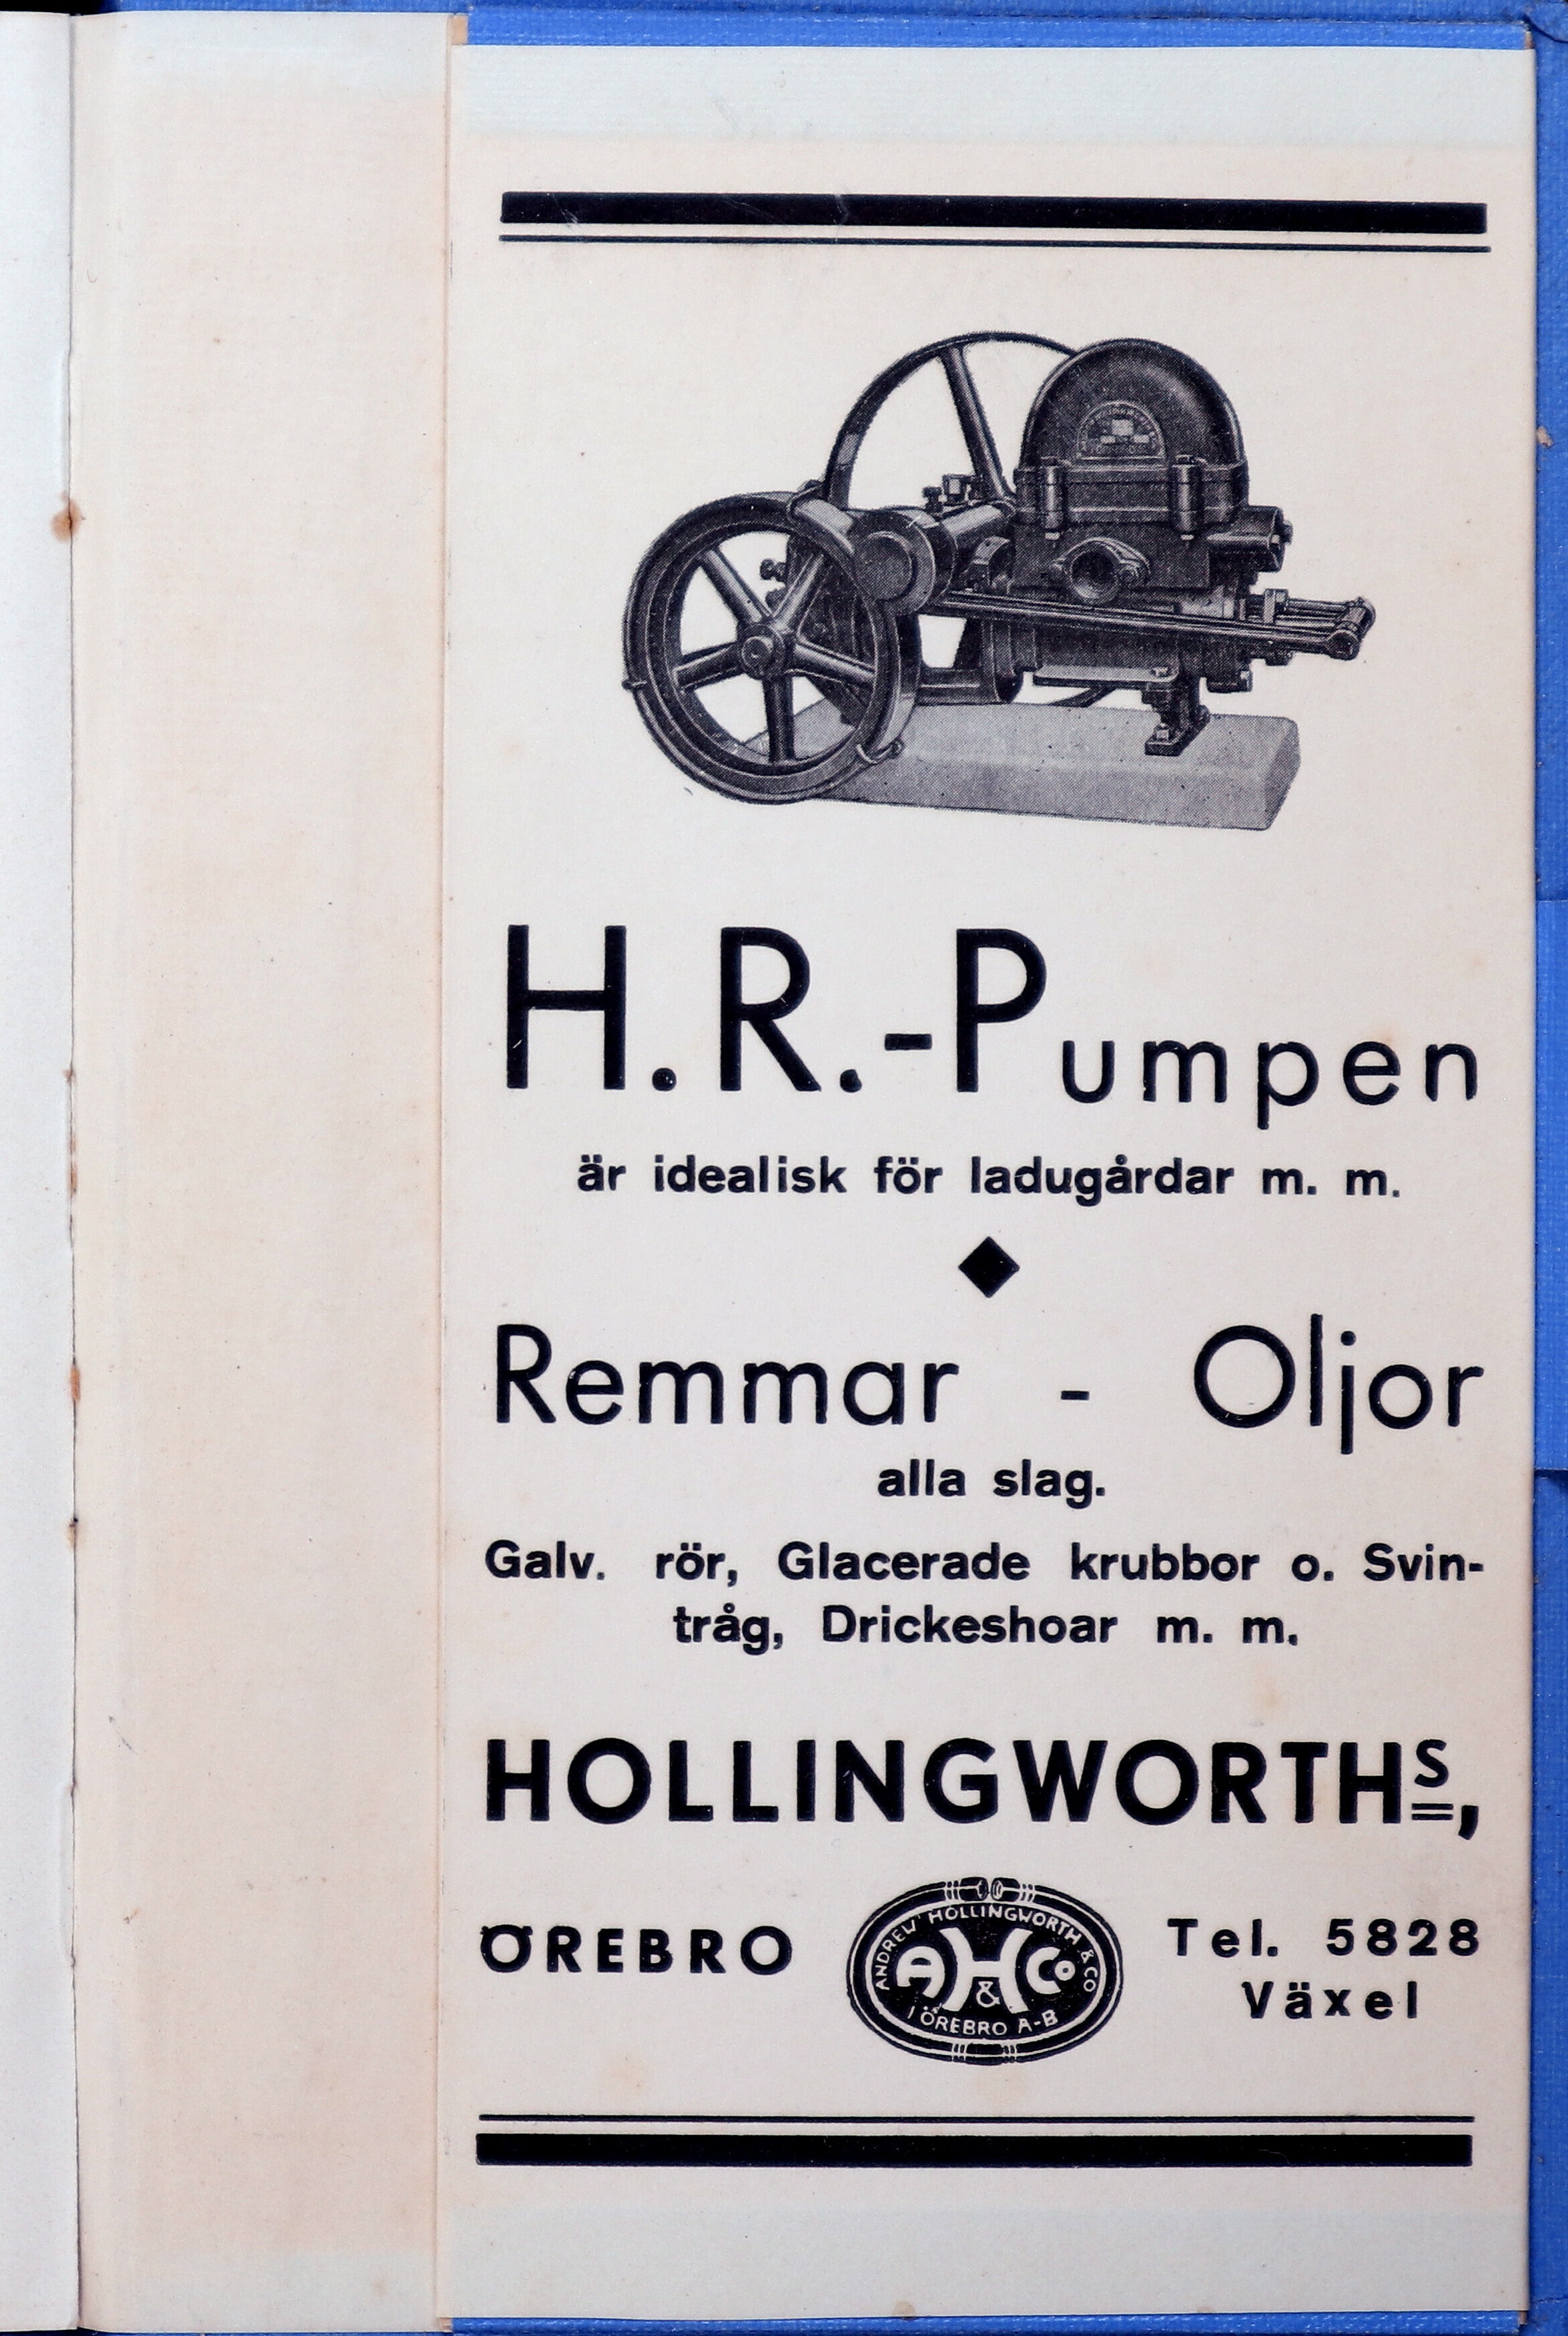 H.R.-Pumpen
är idealisk för ladugårdar m. m.
Remmar - Oljor
alla slag.
Galv. rör, Glacerade krubbor o. Svin-
tråg, Drickeshoar m. m.
HOLLINGWORTHS,
ÖREBRO
ANDREW HOLLINGWORTH & CO
A H & Co
I ÖREBRO A-B
Tel. 5828
Växel